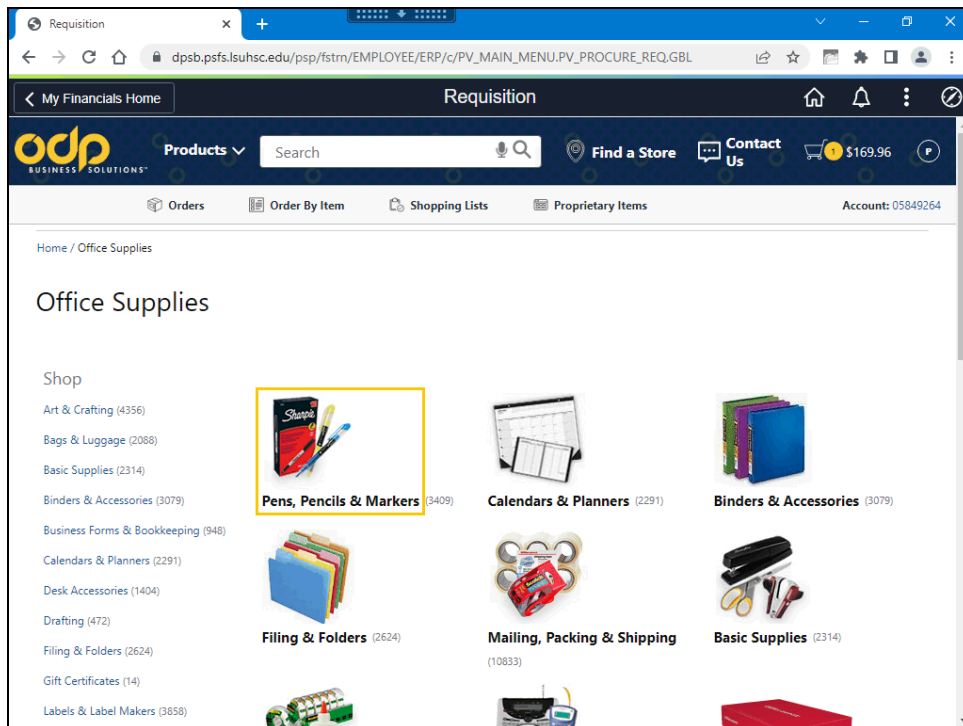 Requisition
dpsb.psfs.lsuhsc.edu/psp/fstrn/EMPLOYEE/ERP/c/PV_MAIN_MENU.PV_PROCURE_REQ.GBL
My Financials Home
Requisition
odp
BUSINESS SOLUTIONS
Products
Search
Find a Store
Contact Us
1
$169.96
P
Orders
Order By Item
Shopping Lists
Proprietary Items
Account: 05849264
Home / Office Supplies
Office Supplies
Shop
Art & Crafting (4356)
Bags & Luggage (2088)
Basic Supplies (2314)
Binders & Accessories (3079)
Business Forms & Bookkeeping (948)
Calendars & Planners (2291)
Desk Accessories (1404)
Drafting (472)
Filing & Folders (2624)
Gift Certificates (14)
Labels & Label Makers (3858)
Sharpie
Pens, Pencils & Markers (3409)
Calendars & Planners (2291)
Binders & Accessories (3079)
Filing & Folders (2624)
Scotch
Mailing, Packing & Shipping
(10833)
Basic Supplies (2314)